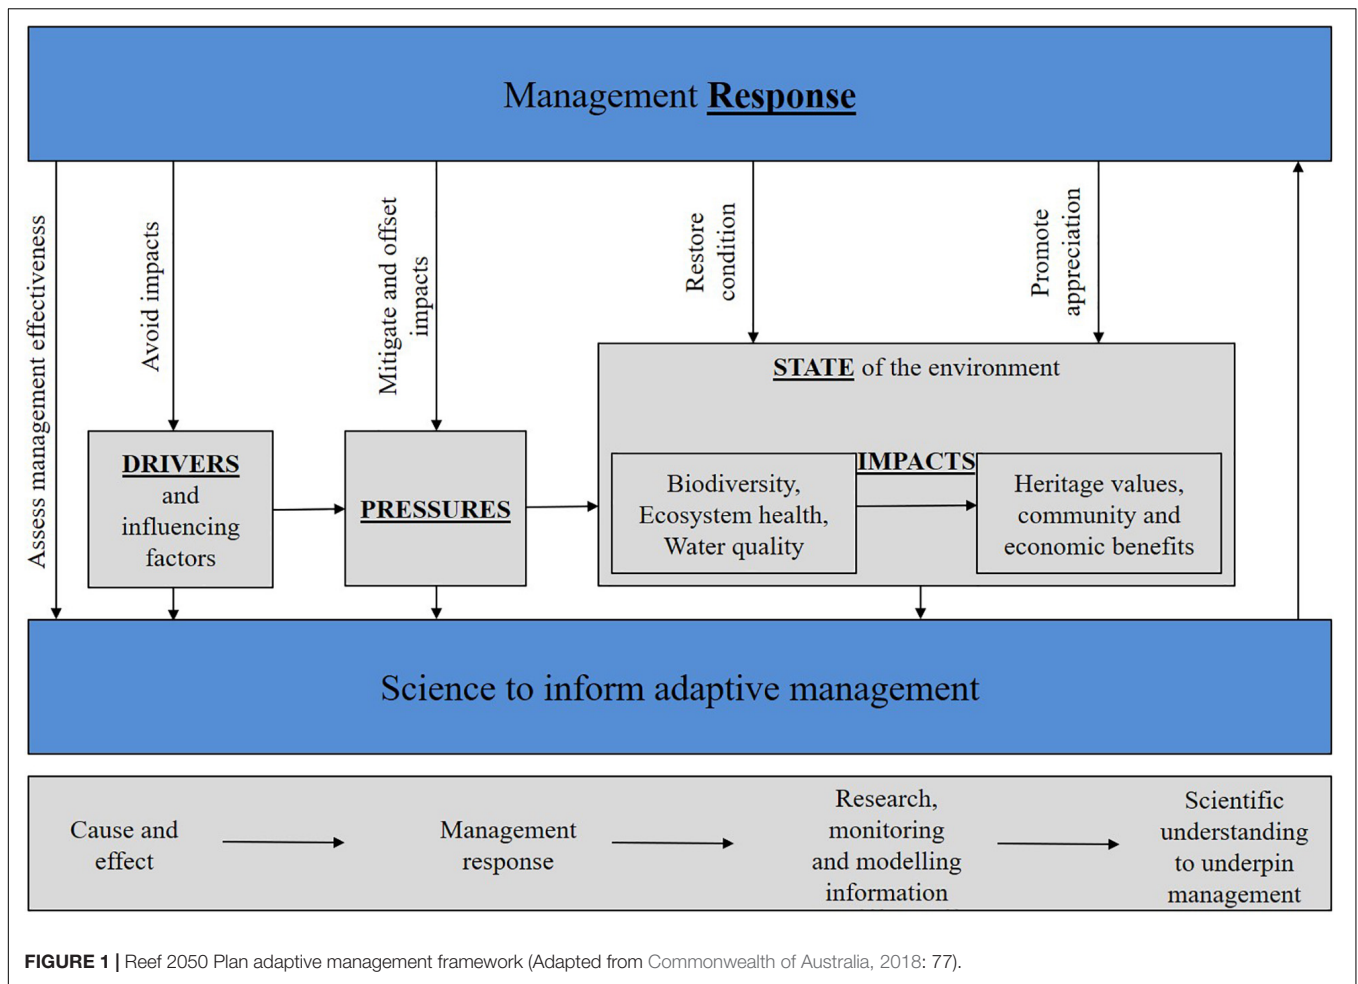 Management Response
Assess management effectiveness
Avoid impacts
Mitigate and offset
impacts
Restore
condition
Promote
appreciation
STATE of the environment
DRIVERS
and
influencing
factors
PRESSURES
Biodiversity,
Ecosystem health,
Water quality
IMPACTS
Heritage values,
community and
economic benefits
Science to inform adaptive management
Cause and
effect
Management
response
Research,
monitoring
and modelling
information
Scientific
understanding
to underpin
management
FIGURE 1 | Reef 2050 Plan adaptive management framework (Adapted from Commonwealth of Australia, 2018: 77).